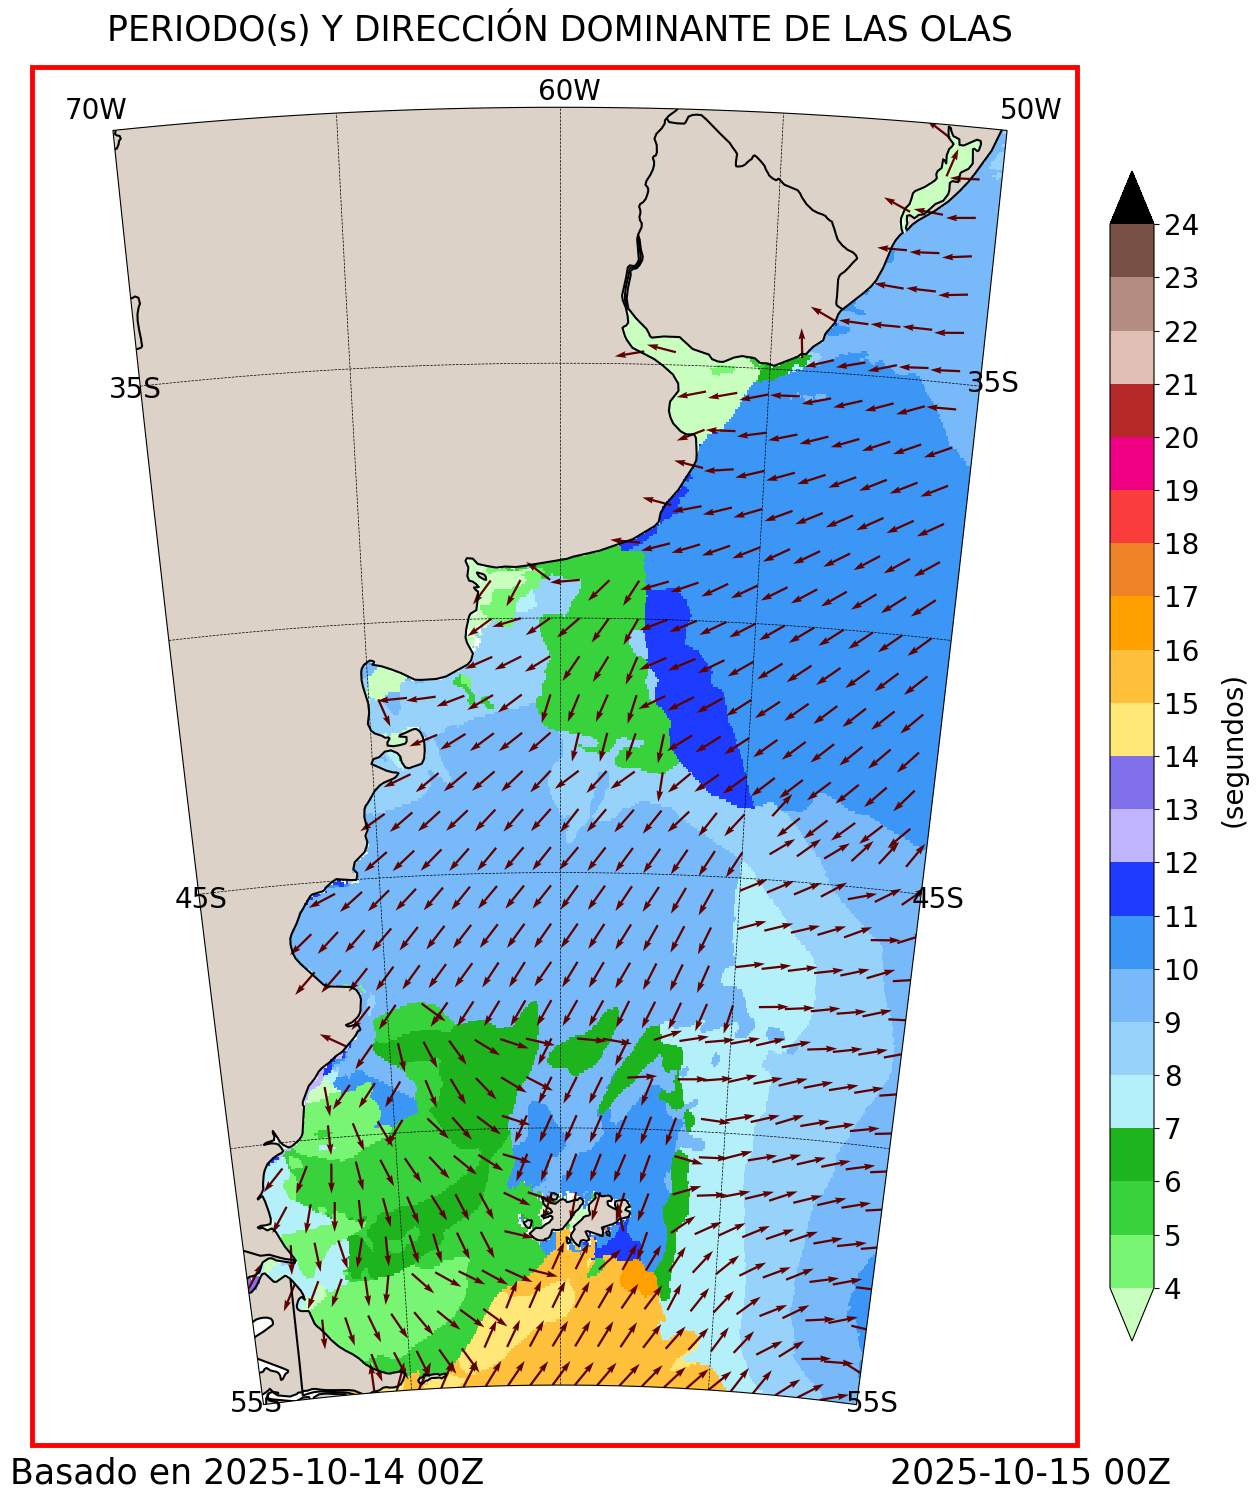 PERIODO(s) Y DIRECCIÓN DOMINANTE DE LAS OLAS
60W
70W
50W
35S
35S
45S
45S
55S
55S
24
23
22
21
20
19
18
17
16
15
14
13
12
11
10
9
8
7
6
5
4
(segundos)
Basado en 2025-10-14 00Z
2025-10-15 00Z